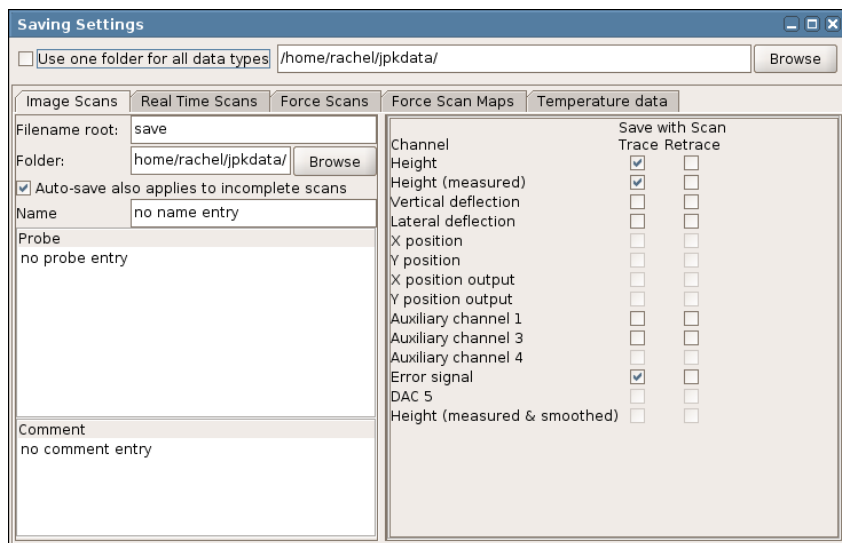 Saving Settings
Use one folder for all data types /home/rachel/jpkdata/ Browse
Image Scans Real Time Scans Force Scans Force Scan Maps Temperature data
Filename root: save
Folder: home/rachel/jpkdata/ Browse
Auto-save also applies to incomplete scans
Name no name entry
Probe
no probe entry
Comment
no comment entry
Save with Scan
Channel Trace Retrace
Height
Height (measured)
Vertical deflection
Lateral deflection
X position
Y position
X position output
Y position output
Auxiliary channel 1
Auxiliary channel 3
Auxiliary channel 4
Error signal
DAC 5
Height (measured & smoothed)